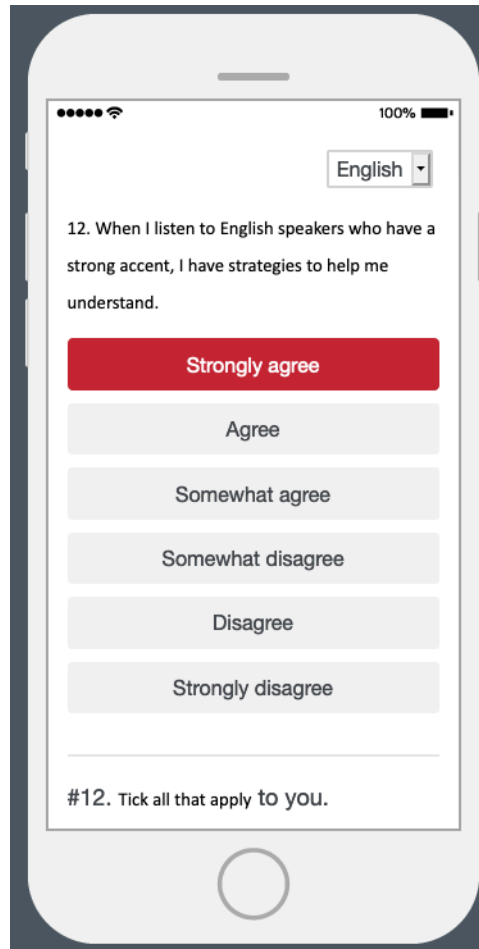 100%
English
12. When I listen to English speakers who have a
strong accent, I have strategies to help me
understand.
Strongly agree
Agree
Somewhat agree
Somewhat disagree
Disagree
Strongly disagree
#12. Tick all that apply to you.